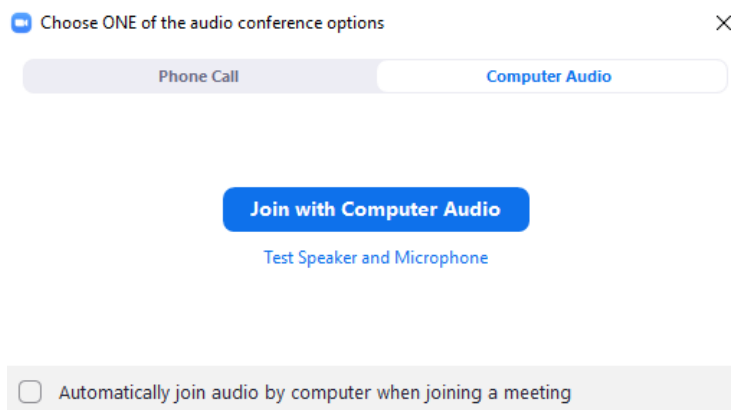 Choose ONE of the audio conference options
Phone Call
Computer Audio
Join with Computer Audio
Test Speaker and Microphone
Automatically join audio by computer when joining a meeting